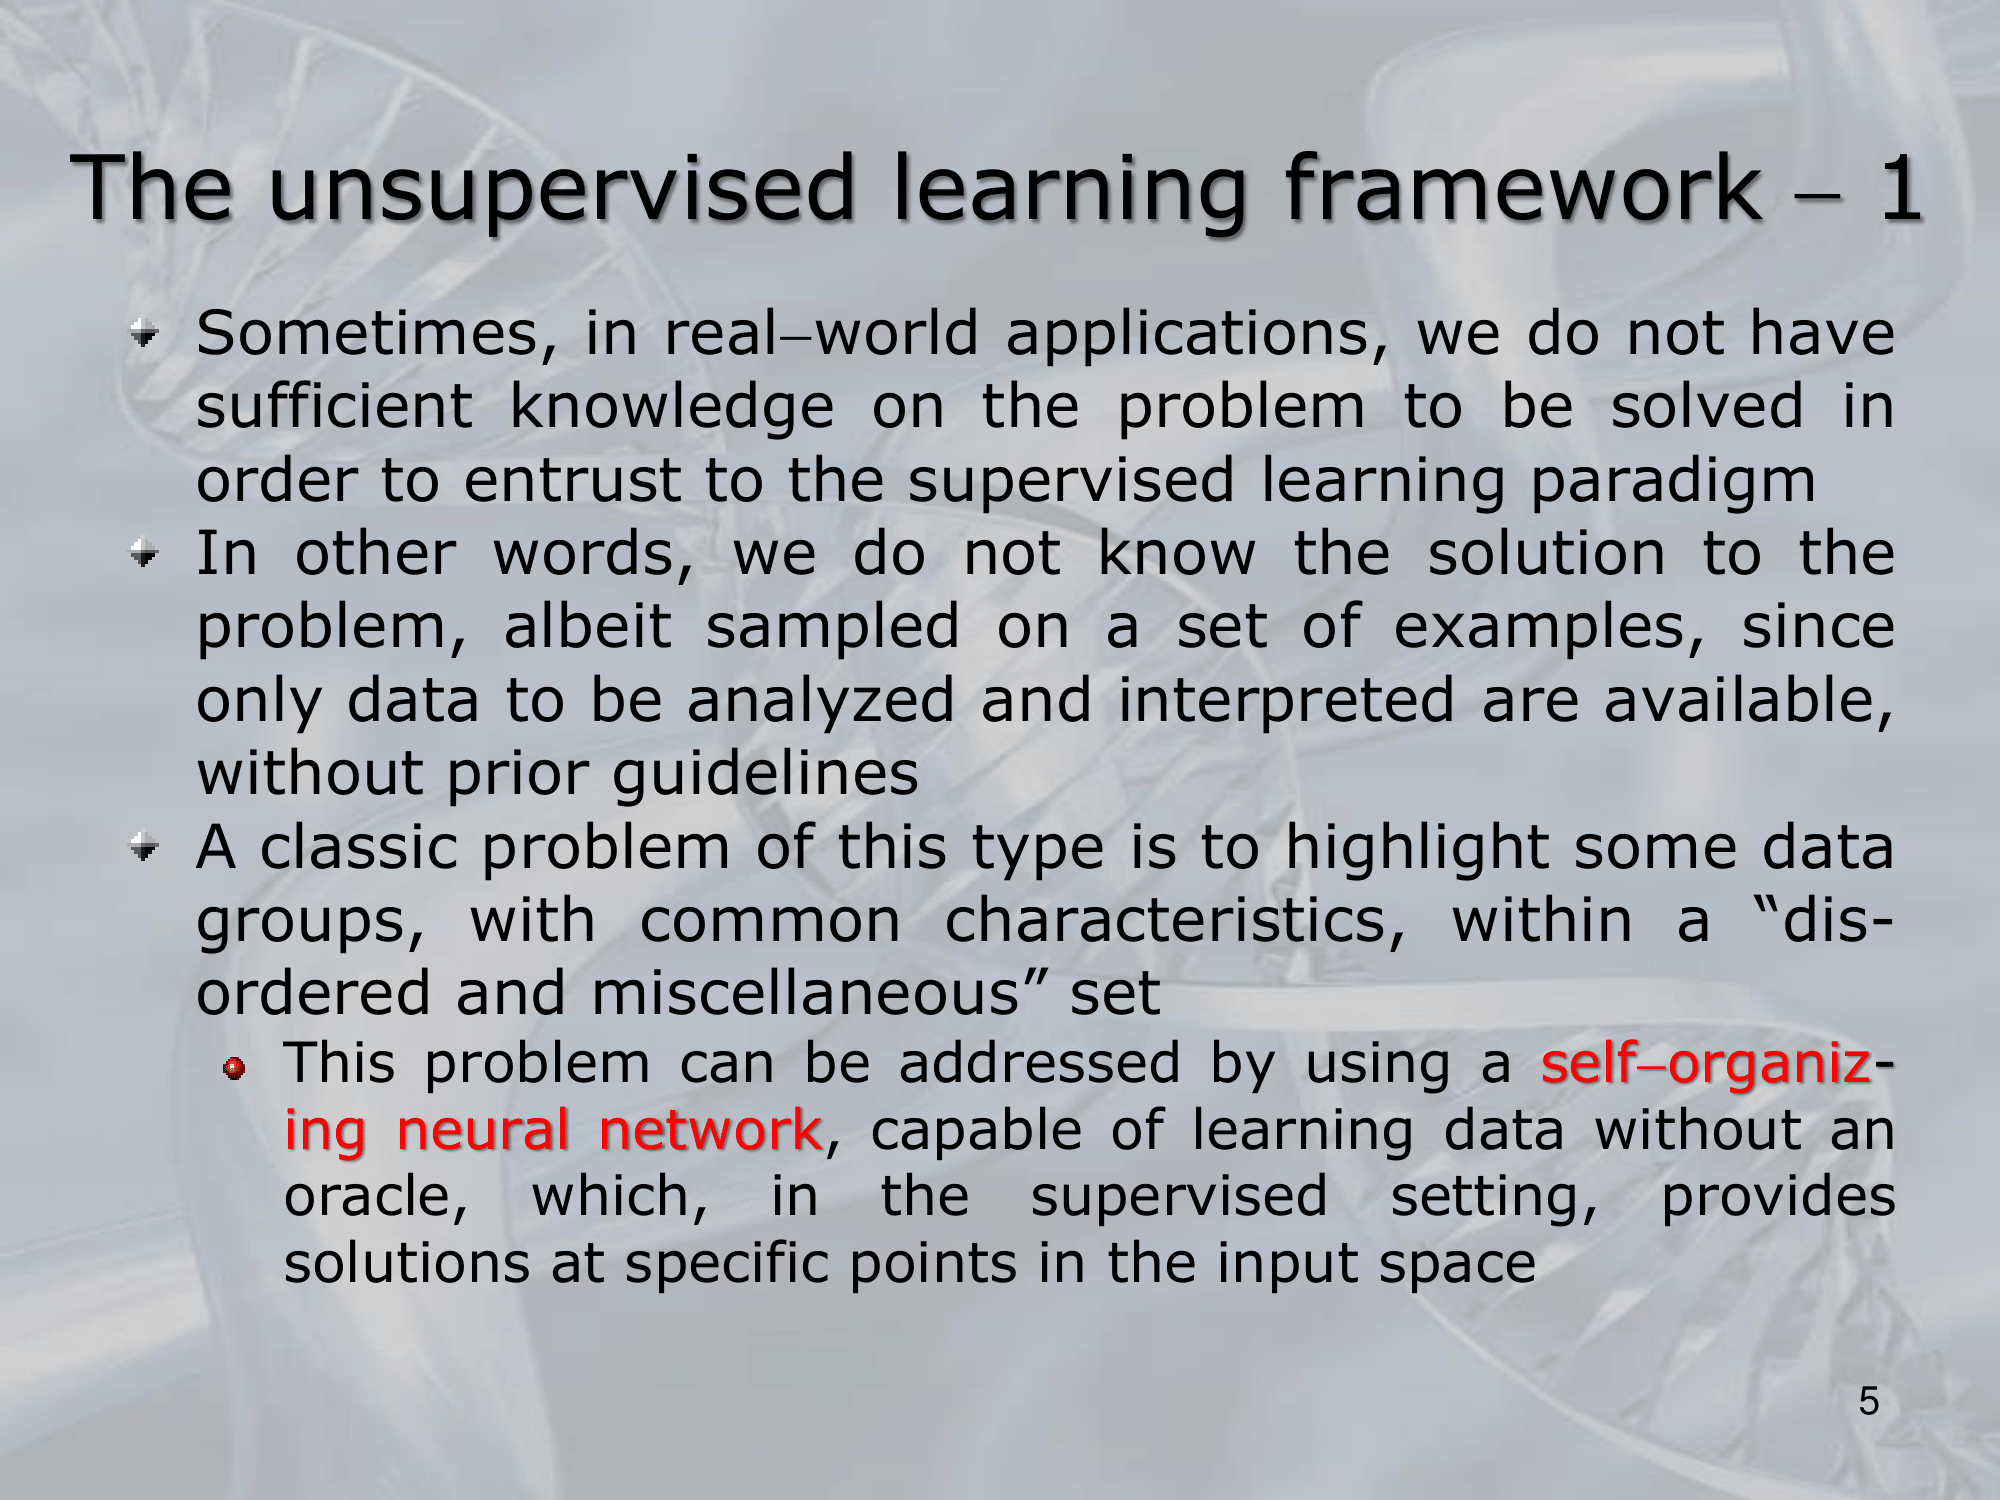 The unsupervised learning framework – 1
Sometimes, in real–world applications, we do not have
sufficient knowledge on the problem to be solved in
order to entrust to the supervised learning paradigm
In other words, we do not know the solution to the
problem, albeit sampled on a set of examples, since
only data to be analyzed and interpreted are available,
without prior guidelines
A classic problem of this type is to highlight some data
groups, with common characteristics, within a “dis-
ordered and miscellaneous” set
This problem can be addressed by using a self–organiz-
ing neural network, capable of learning data without an
oracle, which, in the supervised setting, provides
solutions at specific points in the input space
5